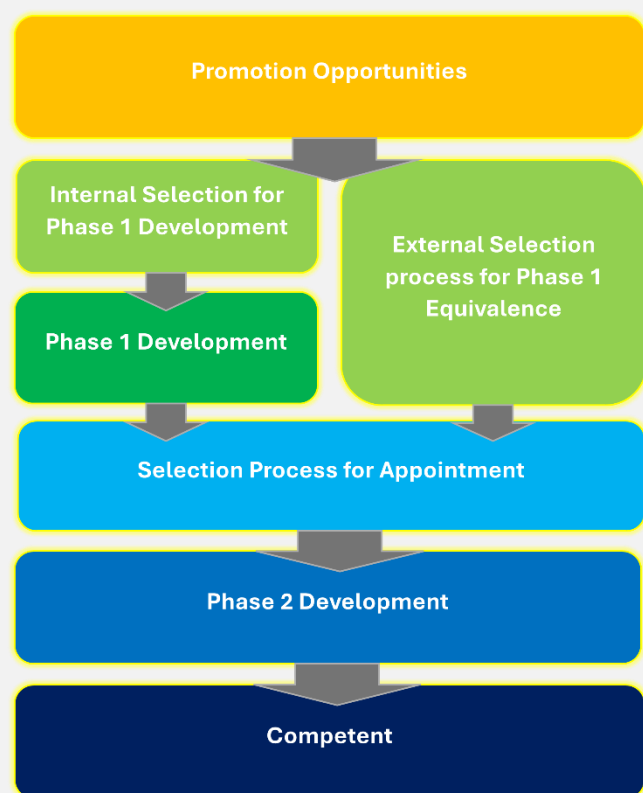 Promotion Opportunities
Internal Selection for
Phase 1 Development
External Selection
process for Phase 1
Equivalence
Phase 1 Development
Selection Process for Appointment
Phase 2 Development
Competent